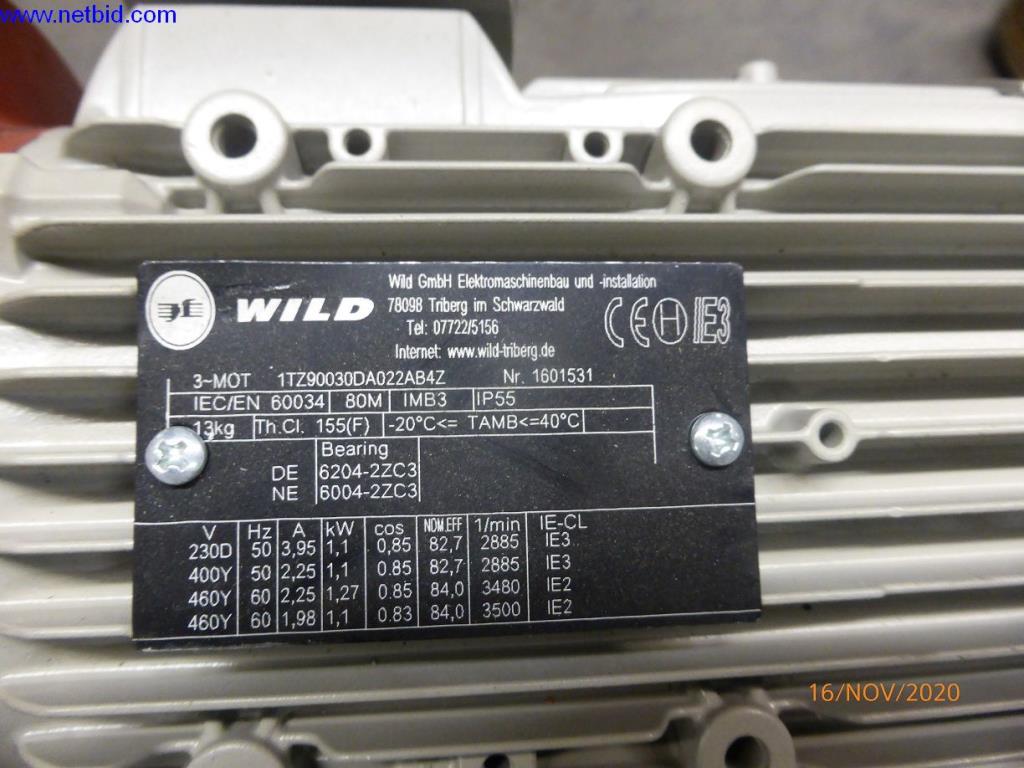 www.netbid.com
WILD
Wild GmbH Elektromaschinenbau und -installation
78098 Triberg im Schwarzwald
Tel: 07722/5156
Internet: www.wild-triberg.de
CE H IE3
3~MOT 1TZ90030DA022AB4Z Nr. 1601531
IEC/EN 60034 80M IMB3 IP55
13kg Th.Cl. 155(F) -20°C<= TAMB<=40°C
Bearing
DE 6204-2ZC3
NE 6004-2ZC3
V Hz A kW cos NOM.EFF 1/min IE-CL
230D 50 3,95 1,1 0,85 82,7 2885 IE3
400Y 50 2,25 1,1 0.85 82,7 2885 IE3
460Y 60 2,25 1,27 0.85 84,0 3480 IE2
460Y 60 1,98 1,1 0.83 84,0 3500 IE2
16/NOV/2020